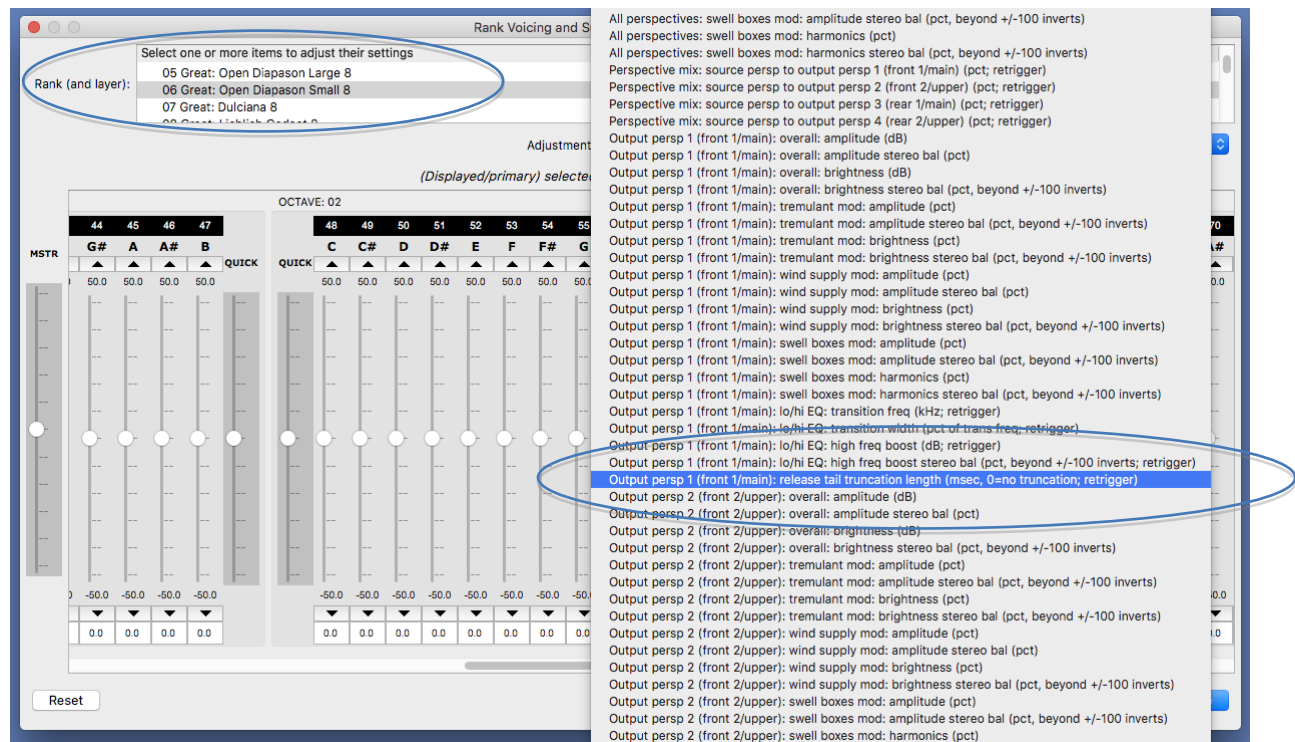 Rank Voicing and S
Select one or more items to adjust their settings
Rank (and layer):
05 Great: Open Diapason Large 8
06 Great: Open Diapason Small 8
07 Great: Dulciana 8
Adjustment
(Displayed/primary) selected
OCTAVE: 02
44 45 46 47 48 49 50 51 52 53 54 55 70
MSTR G# A A# B QUICK QUICK C C# D D# E F F# G A#
50.0 50.0 50.0 50.0 50.0 50.0 50.0 50.0 50.0 50.0 50.0 50.0 0.0
-50.0 -50.0 -50.0 -50.0 -50.0 -50.0 -50.0 -50.0 -50.0 -50.0 -50.0 -50.0 0.0
0.0 0.0 0.0 0.0 0.0 0.0 0.0 0.0 0.0 0.0 0.0 0.0 .0
Reset
All perspectives: swell boxes mod: amplitude stereo bal (pct, beyond +/-100 inverts)
All perspectives: swell boxes mod: harmonics (pct)
All perspectives: swell boxes mod: harmonics stereo bal (pct, beyond +/-100 inverts)
Perspective mix: source persp to output persp 1 (front 1/main) (pct; retrigger)
Perspective mix: source persp to output persp 2 (front 2/upper) (pct; retrigger)
Perspective mix: source persp to output persp 3 (rear 1/main) (pct; retrigger)
Perspective mix: source persp to output persp 4 (rear 2/upper) (pct; retrigger)
Output persp 1 (front 1/main): overall: amplitude (dB)
Output persp 1 (front 1/main): overall: amplitude stereo bal (pct)
Output persp 1 (front 1/main): overall: brightness (dB)
Output persp 1 (front 1/main): overall: brightness stereo bal (pct, beyond +/-100 inverts)
Output persp 1 (front 1/main): tremulant mod: amplitude (pct)
Output persp 1 (front 1/main): tremulant mod: amplitude stereo bal (pct, beyond +/-100 inverts)
Output persp 1 (front 1/main): tremulant mod: brightness (pct)
Output persp 1 (front 1/main): tremulant mod: brightness stereo bal (pct, beyond +/-100 inverts)
Output persp 1 (front 1/main): wind supply mod: amplitude (pct)
Output persp 1 (front 1/main): wind supply mod: amplitude stereo bal (pct)
Output persp 1 (front 1/main): wind supply mod: brightness (pct)
Output persp 1 (front 1/main): wind supply mod: brightness stereo bal (pct, beyond +/-100 inverts)
Output persp 1 (front 1/main): swell boxes mod: amplitude (pct)
Output persp 1 (front 1/main): swell boxes mod: amplitude stereo bal (pct, beyond +/-100 inverts)
Output persp 1 (front 1/main): swell boxes mod: harmonics (pct)
Output persp 1 (front 1/main): swell boxes mod: harmonics stereo bal (pct, beyond +/-100 inverts)
Output persp 1 (front 1/main): lo/hi EQ: transition freq (kHz; retrigger)
Output persp 1 (front 1/main): lo/hi EQ: transition width (pct of trans freq; retrigger)
Output persp 1 (front 1/main): lo/hi EQ: high freq boost (dB; retrigger)
Output persp 1 (front 1/main): lo/hi EQ: high freq boost stereo bal (pct, beyond +/-100 inverts; retrigger)
Output persp 1 (front 1/main): release tail truncation length (msec, 0=no truncation; retrigger)
Output persp 2 (front 2/upper): overall: amplitude (dB)
Output persp 2 (front 2/upper): overall: amplitude stereo bal (pct)
Output persp 2 (front 2/upper): overall: brightness (dB)
Output persp 2 (front 2/upper): overall: brightness stereo bal (pct, beyond +/-100 inverts)
Output persp 2 (front 2/upper): tremulant mod: amplitude (pct)
Output persp 2 (front 2/upper): tremulant mod: amplitude stereo bal (pct, beyond +/-100 inverts)
Output persp 2 (front 2/upper): tremulant mod: brightness (pct)
Output persp 2 (front 2/upper): tremulant mod: brightness stereo bal (pct, beyond +/-100 inverts)
Output persp 2 (front 2/upper): wind supply mod: amplitude (pct)
Output persp 2 (front 2/upper): wind supply mod: amplitude stereo bal (pct)
Output persp 2 (front 2/upper): wind supply mod: brightness (pct)
Output persp 2 (front 2/upper): wind supply mod: brightness stereo bal (pct, beyond +/-100 inverts)
Output persp 2 (front 2/upper): swell boxes mod: amplitude (pct)
Output persp 2 (front 2/upper): swell boxes mod: amplitude stereo bal (pct, beyond +/-100 inverts)
Output persp 2 (front 2/upper): swell boxes mod: harmonics (pct)